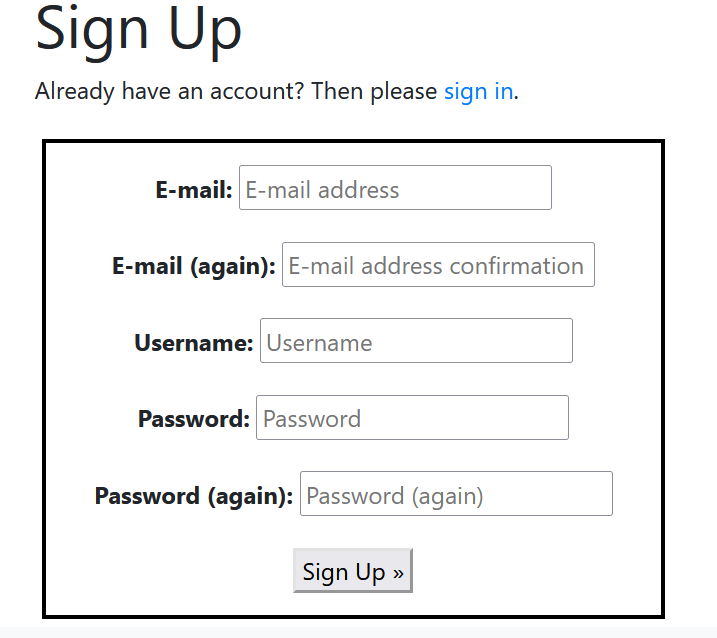 Sign Up
Already have an account? Then please sign in.
E-mail: E-mail address
E-mail (again): E-mail address confirmation
Username: Username
Password: Password
Password (again): Password (again)
Sign Up »